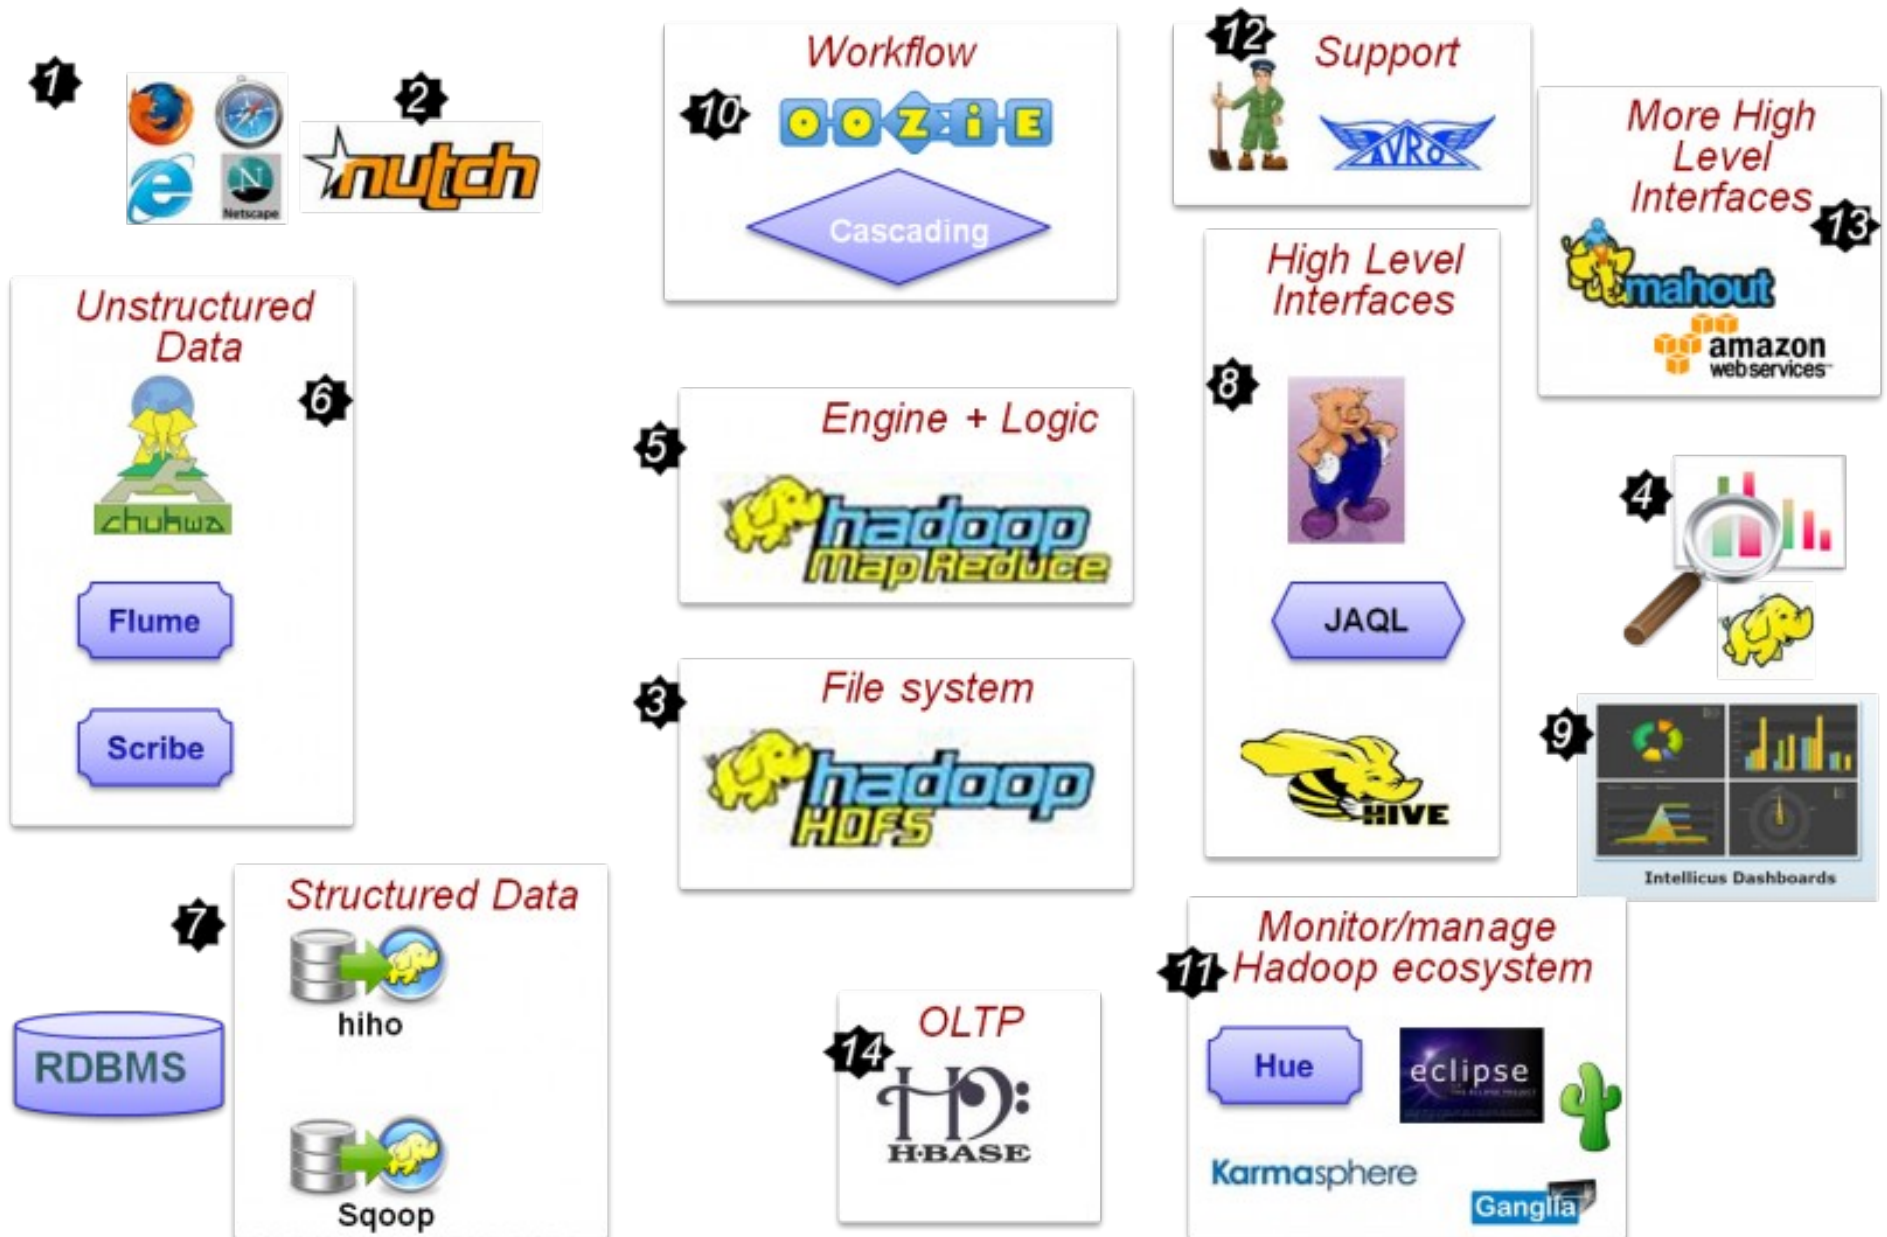 1
Netscape
2
nutch
Workflow
10
OOZiE
Cascading
12
Support
AVRO
More High
Level
Interfaces
13
mahout
amazon
webservices™
Unstructured
Data
6
chukwa
Flume
Scribe
5
Engine + Logic
hadoop
Map Reduce
3
File system
hadoop
HDFS
High Level
Interfaces
8
JAQL
HIVE
4
9
Intellicus Dashboards
7
Structured Data
RDBMS
hiho
Sqoop
14
OLTP
H·BASE
Monitor/manage
11
Hadoop ecosystem
Hue
eclipse
Karmasphere
Ganglia